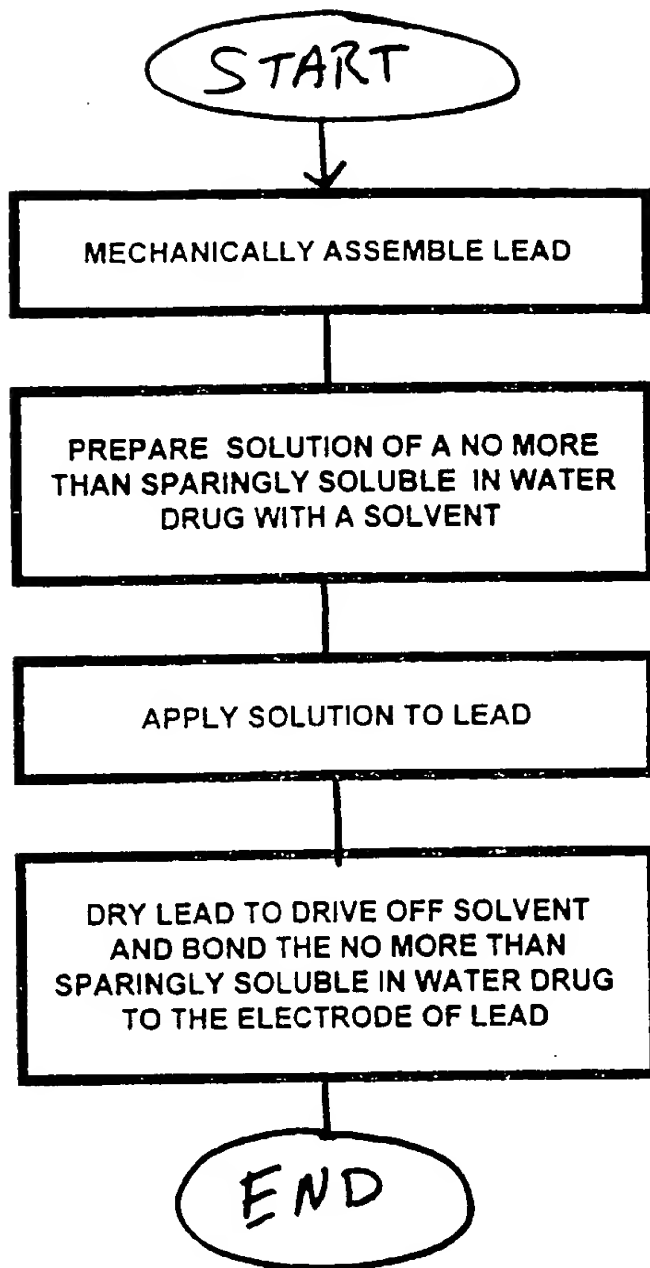 START
MECHANICALLY ASSEMBLE LEAD
PREPARE SOLUTION OF A NO MORE
THAN SPARINGLY SOLUBLE IN WATER
DRUG WITH A SOLVENT
APPLY SOLUTION TO LEAD
DRY LEAD TO DRIVE OFF SOLVENT
AND BOND THE NO MORE THAN
SPARINGLY SOLUBLE IN WATER DRUG
TO THE ELECTRODE OF LEAD
END